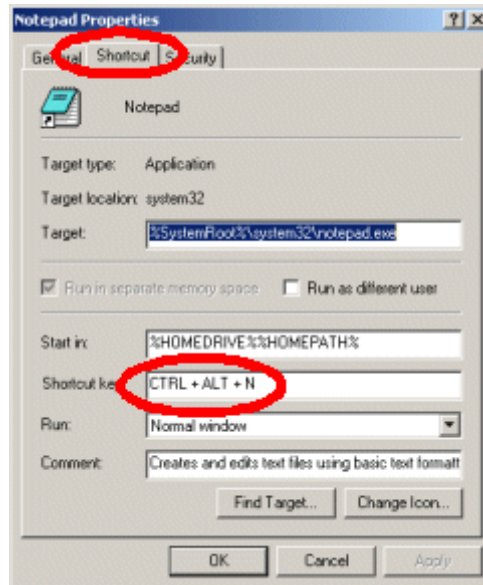 Notepad Properties
General Shortcut Security
Notepad
Target type: Application
Target location: system32
Target: %SystemRoot%\system32\notepad.exe
Run in separate memory space Run as different user
Start in: %HOMEDRIVE%%HOMEPATH%
Shortcut key: CTRL + ALT + N
Run: Normal window
Comment: Creates and edits text files using basic text formatt
Find Target... Change Icon...
OK Cancel Apply